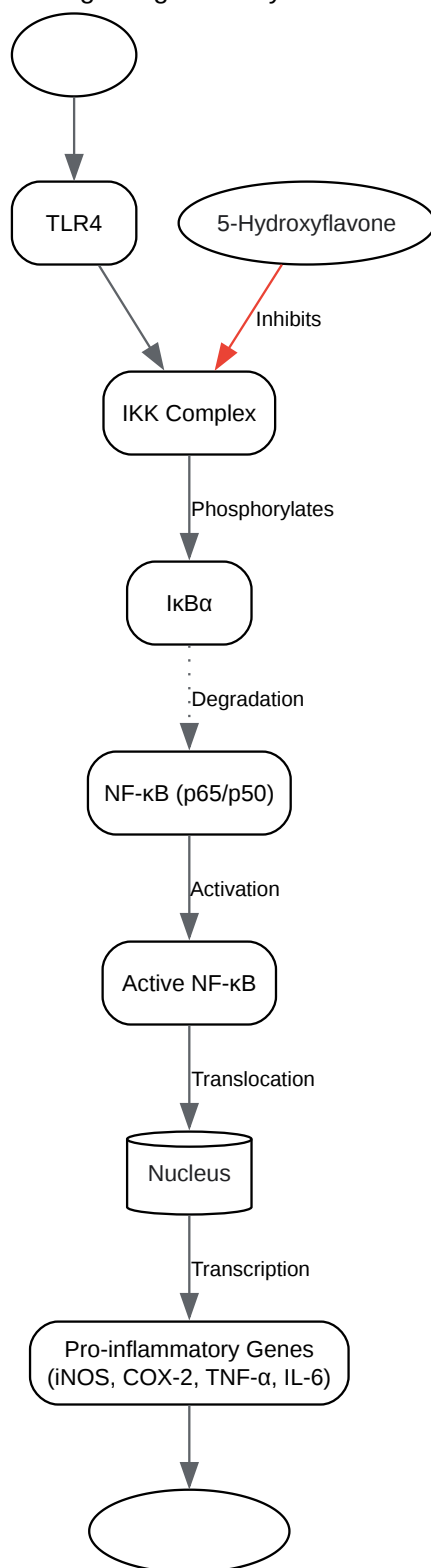 TLR4
5-Hydroxyflavone
Inhibits
IKK Complex
Phosphorylates
IκBα
Degradation
NF-κB (p65/p50)
Activation
Active NF-κB
Translocation
Nucleus
Transcription
Pro-inflammatory Genes
(iNOS, COX-2, TNF-α, IL-6)